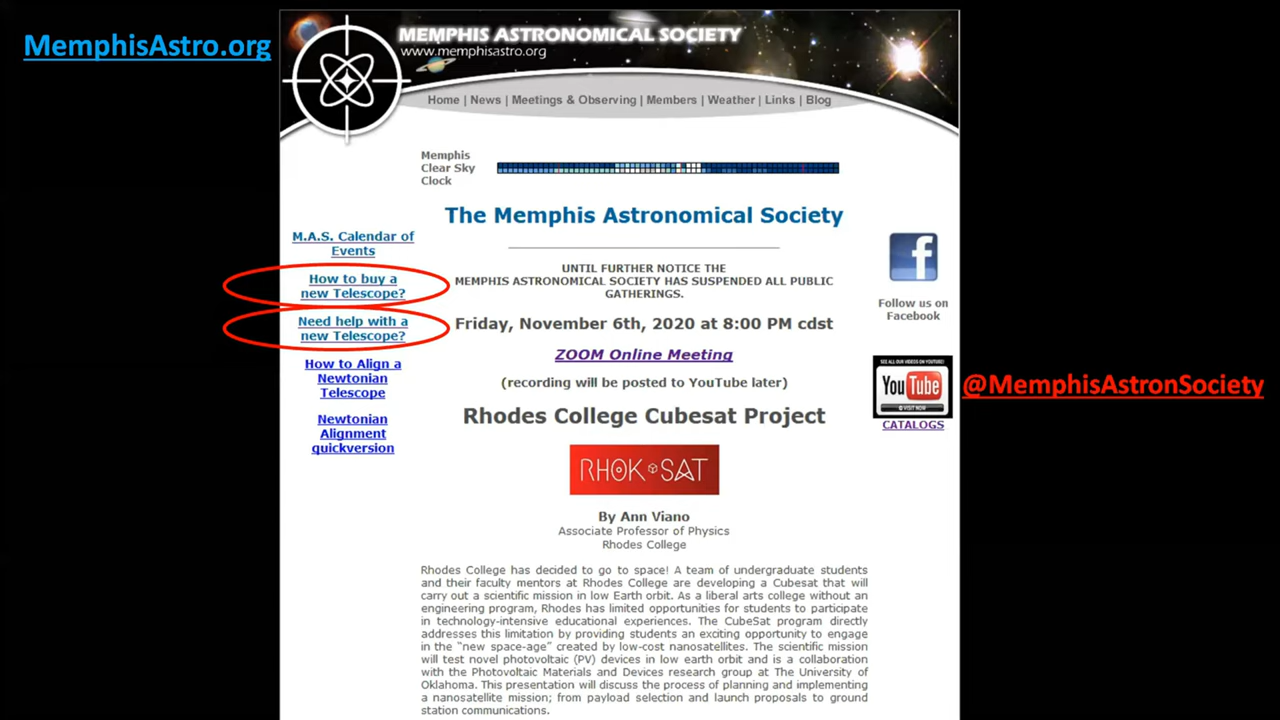 MemphisAstro.org
MEMPHIS ASTRONOMICAL SOCIETY
www.memphisastro.org
Home | News | Meetings & Observing | Members | Weather | Links | Blog
Memphis
Clear Sky
Clock
The Memphis Astronomical Society
M.A.S. Calendar of
Events
How to buy a
new Telescope?
Need help with a
new Telescope?
How to Align a
Newtonian
Telescope
Newtonian
Alignment
quickversion
UNTIL FURTHER NOTICE THE
MEMPHIS ASTRONOMICAL SOCIETY HAS SUSPENDED ALL PUBLIC
GATHERINGS.
Friday, November 6th, 2020 at 8:00 PM cdst
ZOOM Online Meeting
(recording will be posted to YouTube later)
Rhodes College Cubesat Project
RHOK SAT
By Ann Viano
Associate Professor of Physics
Rhodes College
Rhodes College has decided to go to space! A team of undergraduate students
and their faculty mentors at Rhodes College are developing a Cubesat that will
carry out a scientific mission in low Earth orbit. As a liberal arts college without an
engineering program, Rhodes has limited opportunities for students to participate
in technology-intensive educational experiences. The CubeSat program directly
addresses this limitation by providing students an exciting opportunity to engage
in the “new space-age” created by low-cost nanosatellites. The scientific mission
will test novel photovoltaic (PV) devices in low earth orbit and is a collaboration
with the Photovoltaic Materials and Devices research group at The University of
Oklahoma. This presentation will discuss the process of planning and implementing
a nanosatellite mission; from payload selection and launch proposals to ground
station communications.
f
Follow us on
Facebook
SEE ALL OUR VIDEOS ON YOUTUBE!
YouTube
VISIT NOW
CATALOGS
@MemphisAstronSociety